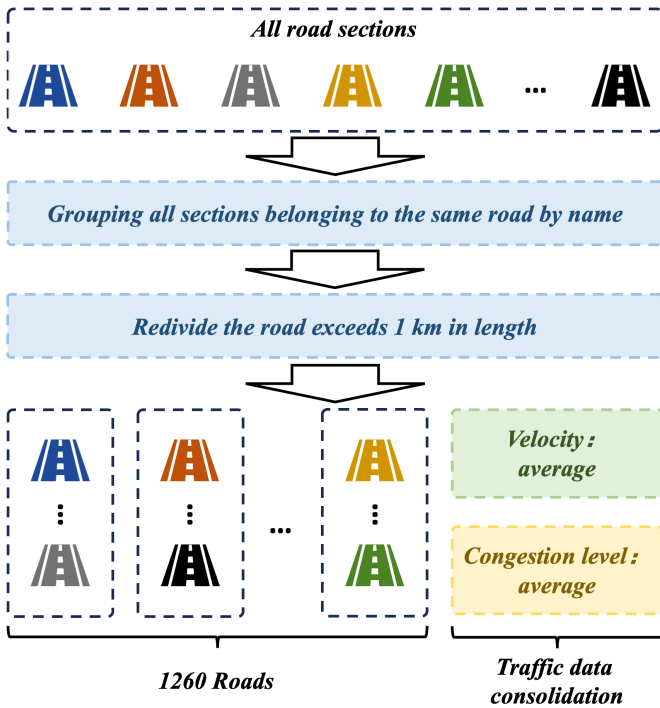 All road sections
...
Grouping all sections belonging to the same road by name
Redivide the road exceeds 1 km in length
...
Velocity:
average
Congestion level:
average
1260 Roads
Traffic data
consolidation